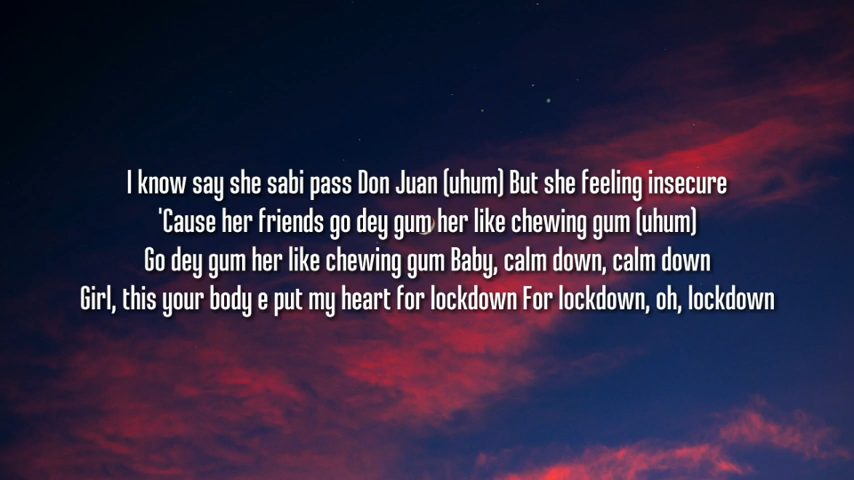 I know say she sabi pass Don Juan (uhum) But she feeling insecure
'Cause her friends go dey gum her like chewing gum (uhum)
Go dey gum her like chewing gum Baby, calm down, calm down
Girl, this your body e put my heart for lockdown For lockdown, oh, lockdown